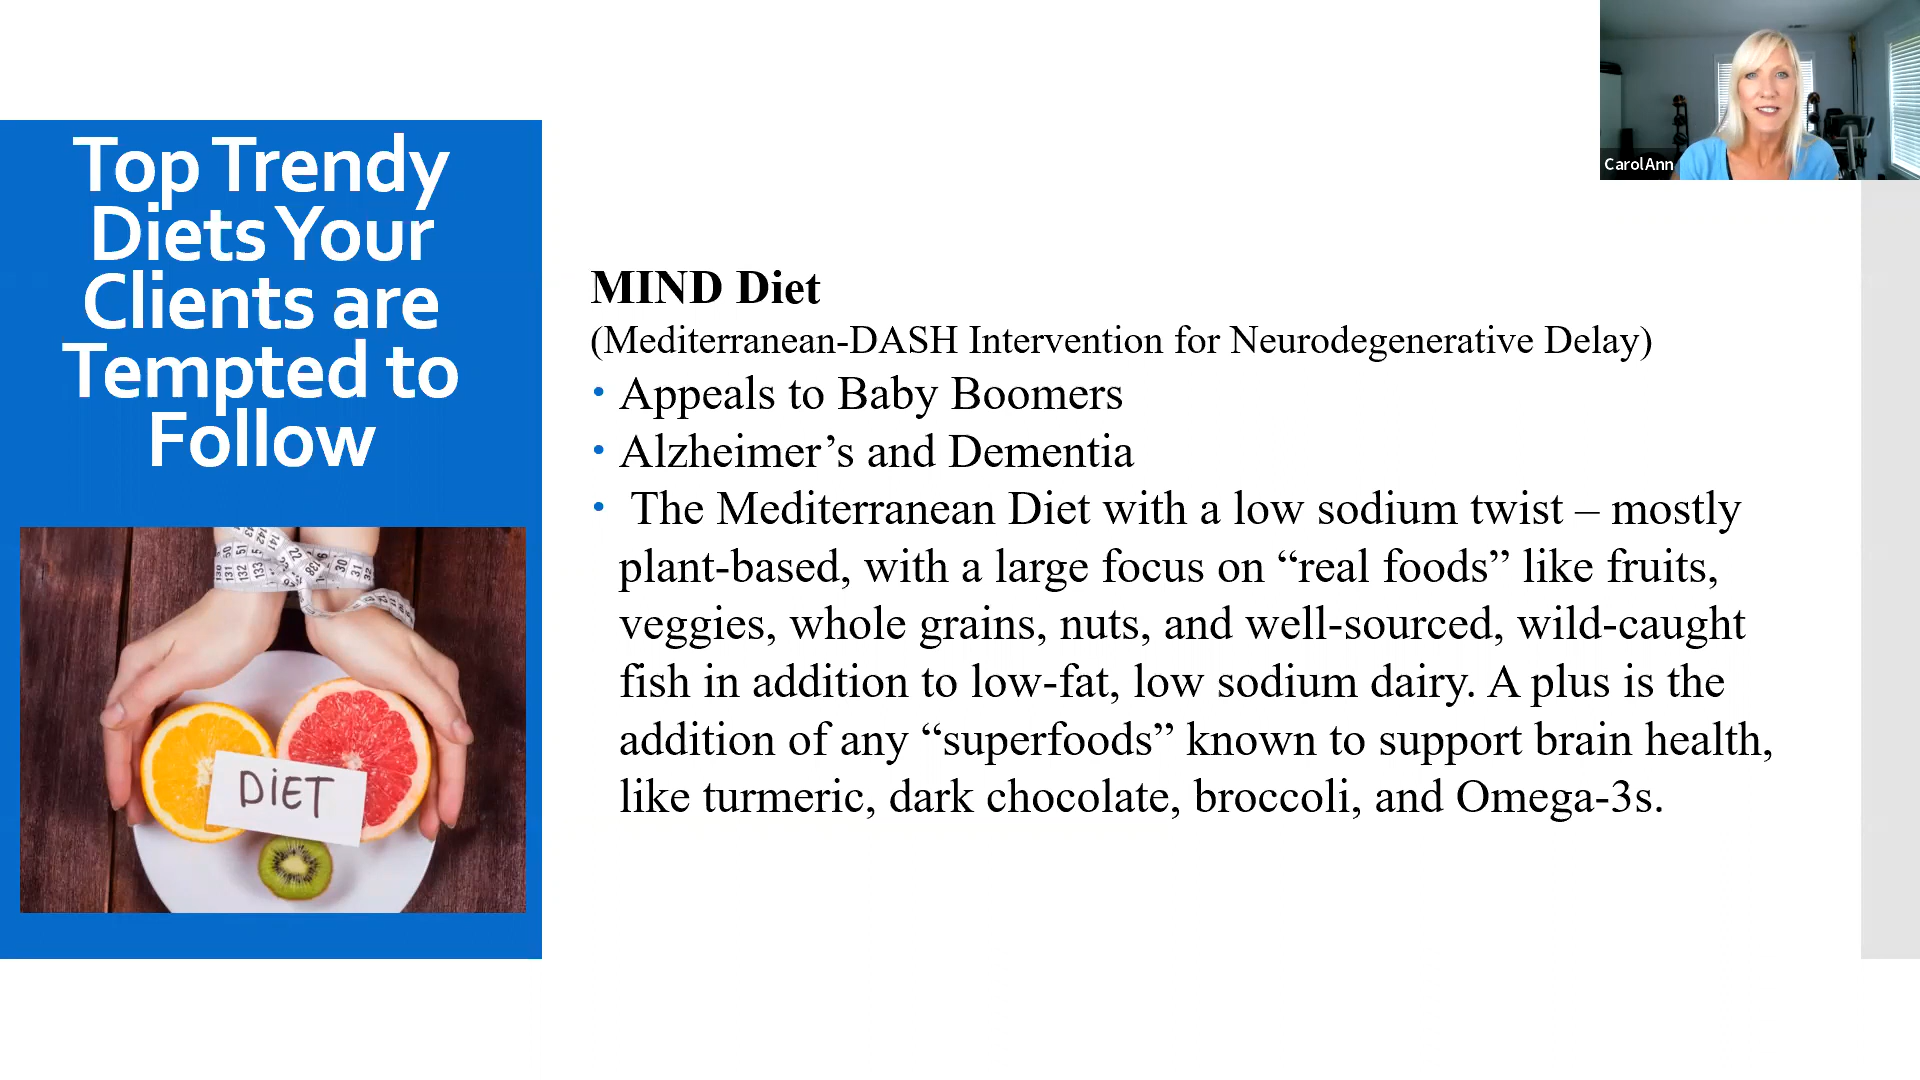 Top Trendy
Diets Your
Clients are
Tempted to
Follow
DiET
MIND Diet
(Mediterranean-DASH Intervention for Neurodegenerative Delay)
• Appeals to Baby Boomers
• Alzheimer’s and Dementia
• The Mediterranean Diet with a low sodium twist – mostly
plant-based, with a large focus on “real foods” like fruits,
veggies, whole grains, nuts, and well-sourced, wild-caught
fish in addition to low-fat, low sodium dairy. A plus is the
addition of any “superfoods” known to support brain health,
like turmeric, dark chocolate, broccoli, and Omega-3s.
CarolAnn